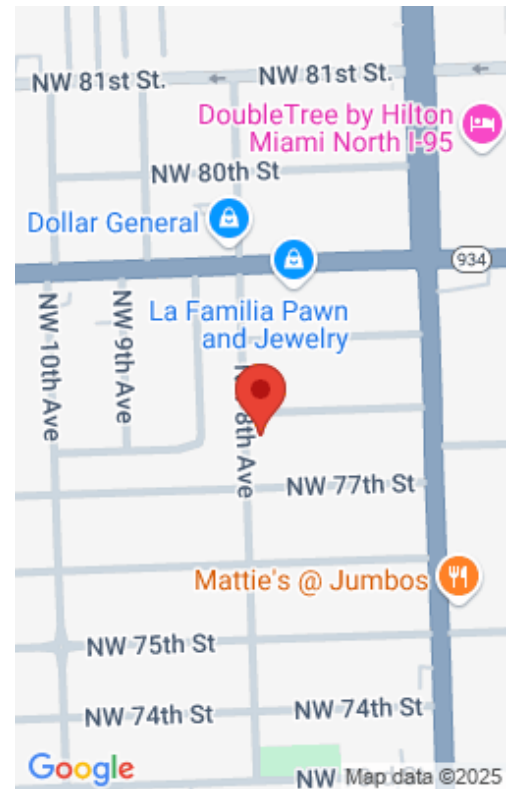 NW 81st St.
NW 81st St.
DoubleTree by Hilton
Miami North I-95
NW 80th St
Dollar General
934
La Familia Pawn
and Jewelry
NW 10th Ave
NW 9th Ave
8th Ave
NW 77th St
Mattie's @ Jumbos
NW 75th St
NW 74th St
NW 74th St
Google
NW
Map data ©2025